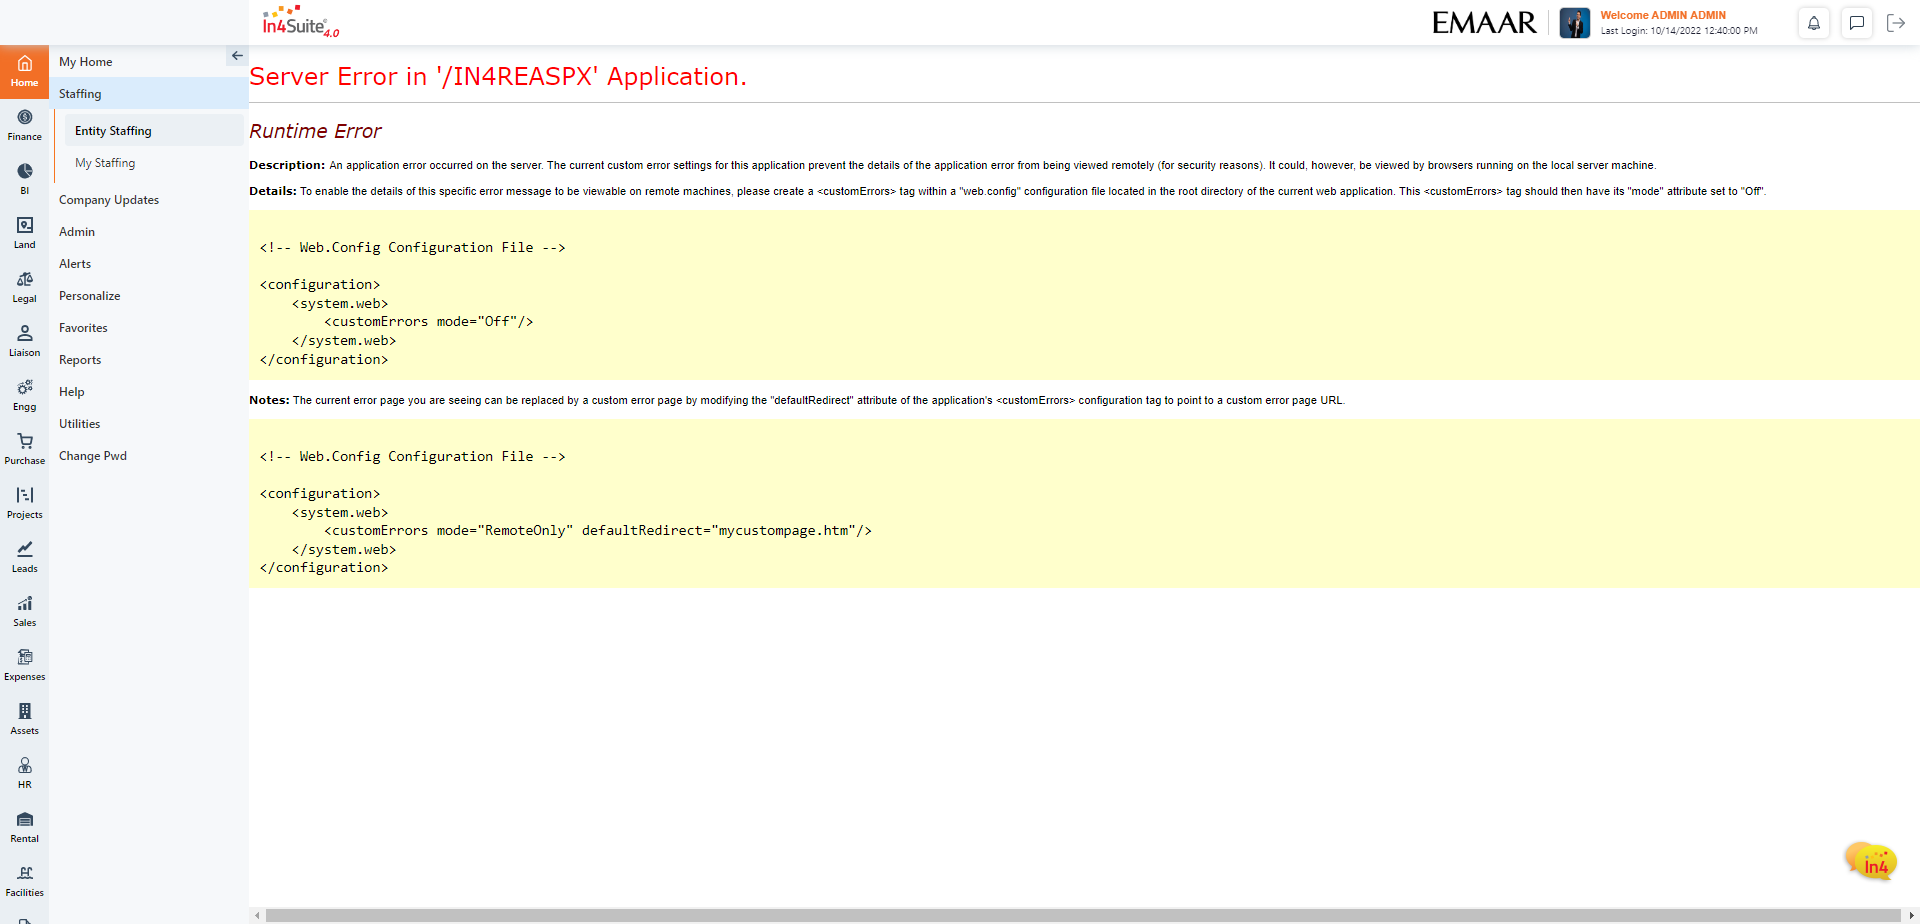 In4Suite® 4.0
EMAAR
Welcome ADMIN ADMIN
Last Login: 10/14/2022 12:40:00 PM
Home
Finance
BI
Land
Legal
Liaison
Engg
Purchase
Projects
Leads
Sales
Expenses
Assets
HR
Rental
Facilities
My Home
Staffing
Entity Staffing
My Staffing
Company Updates
Admin
Alerts
Personalize
Favorites
Reports
Help
Utilities
Change Pwd
Server Error in '/IN4REASPX' Application.
Runtime Error
Description: An application error occurred on the server. The current custom error settings for this application prevent the details of the application error from being viewed remotely (for security reasons). It could, however, be viewed by browsers running on the local server machine.
Details: To enable the details of this specific error message to be viewable on remote machines, please create a <customErrors> tag within a "web.config" configuration file located in the root directory of the current web application. This <customErrors> tag should then have its "mode" attribute set to "Off".
<!-- Web.Config Configuration File -->
<configuration>
    <system.web>
        <customErrors mode="Off"/>
    </system.web>
</configuration>
Notes: The current error page you are seeing can be replaced by a custom error page by modifying the "defaultRedirect" attribute of the application's <customErrors> configuration tag to point to a custom error page URL.
<!-- Web.Config Configuration File -->
<configuration>
    <system.web>
        <customErrors mode="RemoteOnly" defaultRedirect="mycustompage.htm"/>
    </system.web>
</configuration>
in4